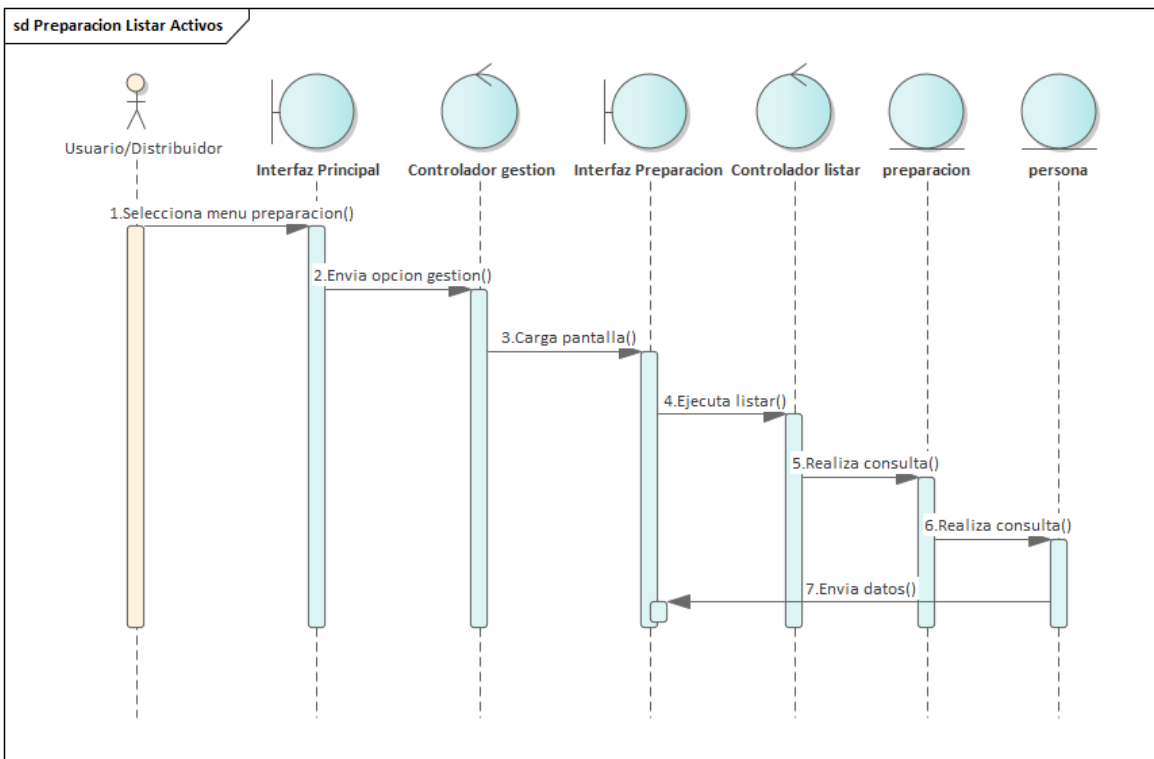 sd Preparacion Listar Activos
Usuario/Distribuidor
Interfaz Principal
Controlador gestion
Interfaz Preparacion
Controlador listar
preparacion
persona
1.Selecciona menu preparacion()
2.Envia opcion gestion()
3.Carga pantalla()
4.Ejecuta listar()
5.Realiza consulta()
6.Realiza consulta()
7.Envia datos()